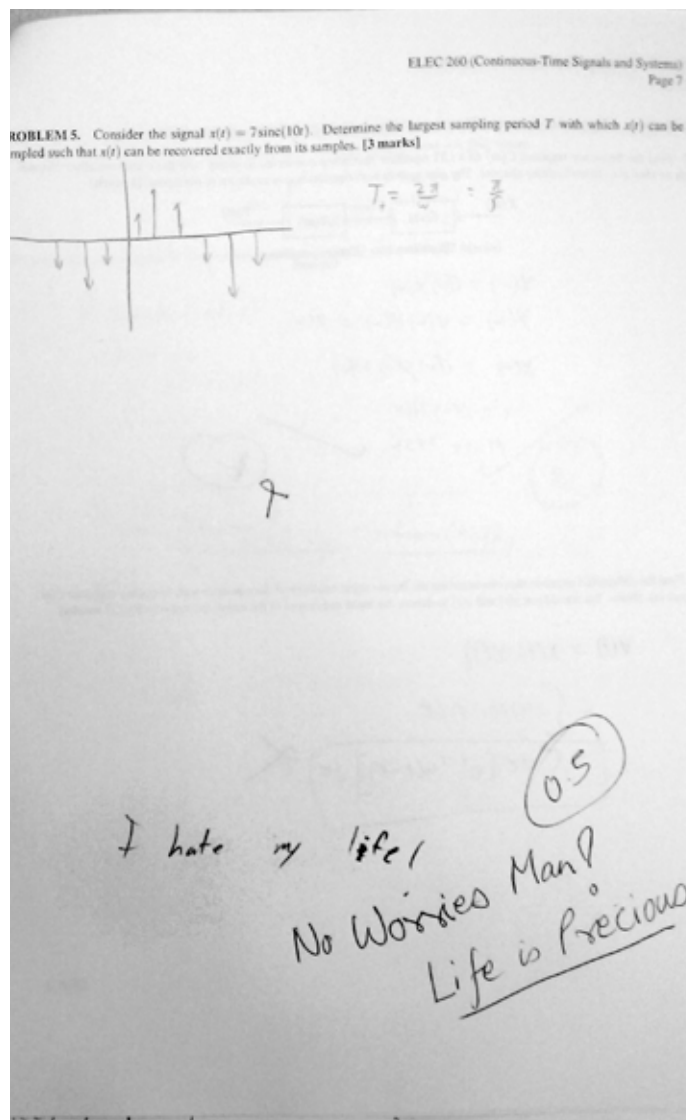 ELEC 260 (Continuous-Time Signals and Systems)
Page 7
ROBLEM 5. Consider the signal x(t) = 7sinc(10t). Determine the largest sampling period T with which x(t) can be
mpled such that x(t) can be recovered exactly from its samples. [3 marks]
0.5
I hate my life!
No Worries Man!
Life is Precious